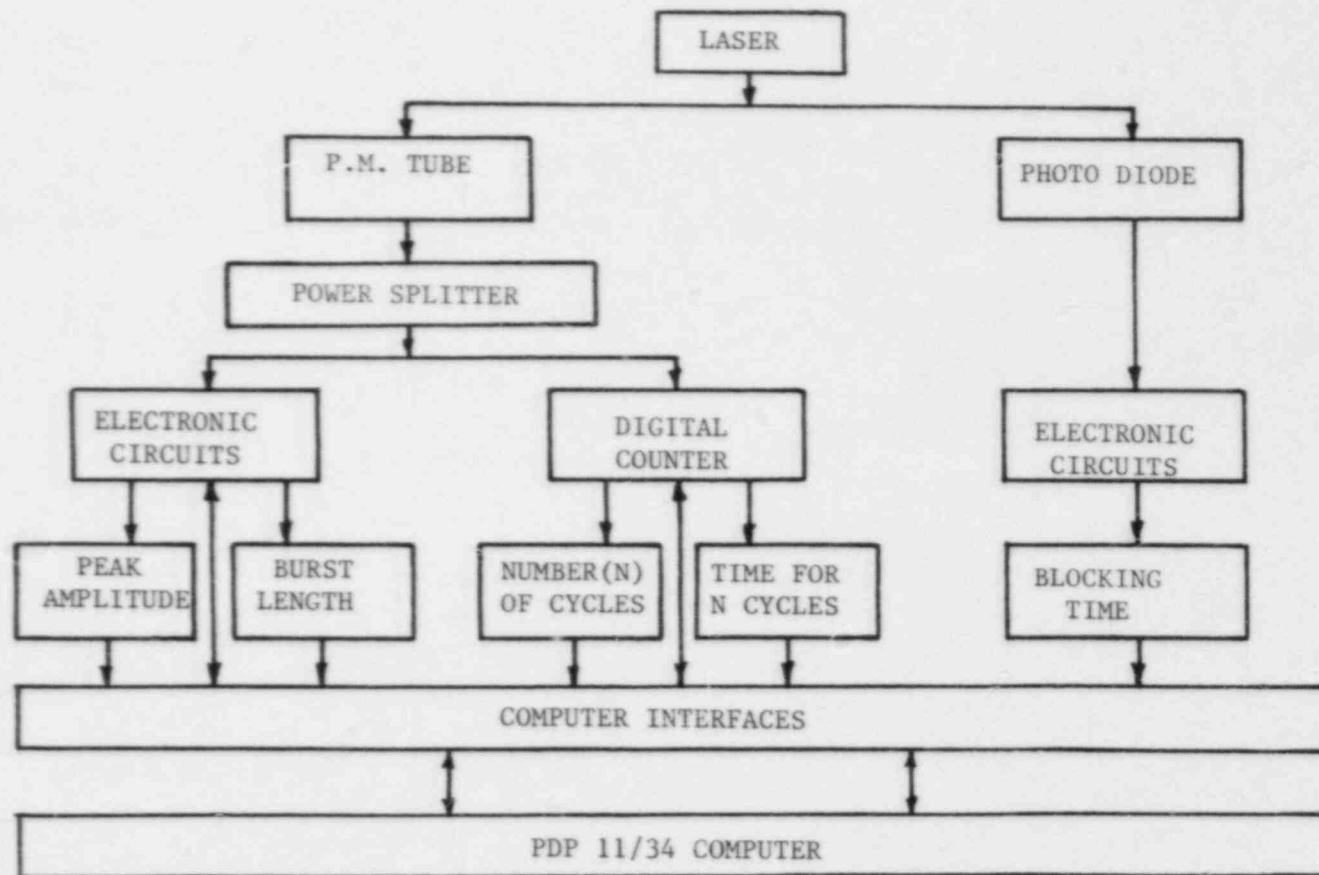 LASER
P.M. TUBE
PHOTO DIODE
POWER SPLITTER
ELECTRONIC
CIRCUITS
DIGITAL
COUNTER
ELECTRONIC
CIRCUITS
PEAK
AMPLITUDE
BURST
LENGTH
NUMBER(N)
OF CYCLES
TIME FOR
N CYCLES
BLOCKING
TIME
COMPUTER INTERFACES
PDP 11/34 COMPUTER